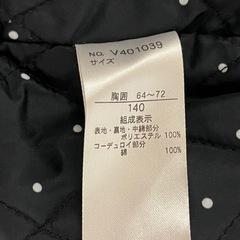 NO. V401039
サイズ
胸囲 64～72
140
組成表示
表地・裏地・中綿部分
ポリエステル 100%
コーデュロイ部分
綿 100%